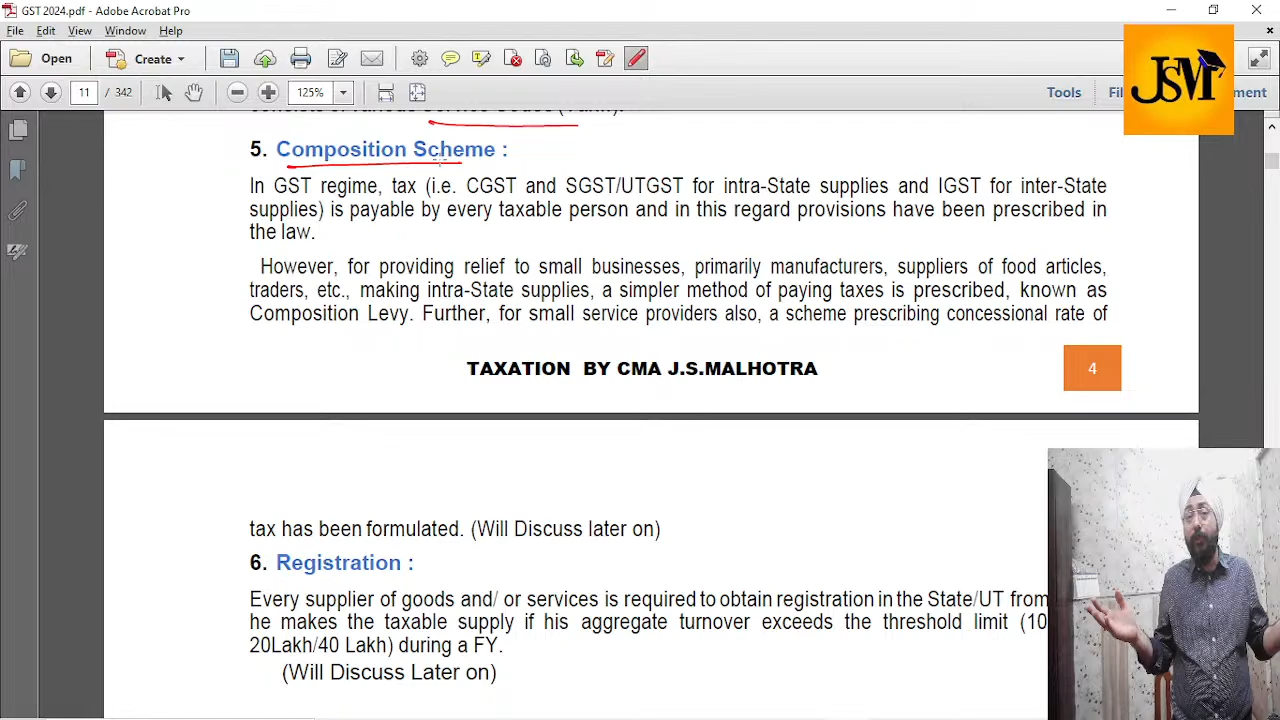 GST 2024.pdf - Adobe Acrobat Pro
File Edit View Window Help
Open Create
11 / 342 125% Tools
JSM
5. Composition Scheme :
In GST regime, tax (i.e. CGST and SGST/UTGST for intra-State supplies and IGST for inter-State
supplies) is payable by every taxable person and in this regard provisions have been prescribed in
the law.
However, for providing relief to small businesses, primarily manufacturers, suppliers of food articles,
traders, etc., making intra-State supplies, a simpler method of paying taxes is prescribed, known as
Composition Levy. Further, for small service providers also, a scheme prescribing concessional rate of
TAXATION BY CMA J.S.MALHOTRA
4
tax has been formulated. (Will Discuss later on)
6. Registration :
Every supplier of goods and/ or services is required to obtain registration in the State/UT from
he makes the taxable supply if his aggregate turnover exceeds the threshold limit (10
20Lakh/40 Lakh) during a FY.
(Will Discuss Later on)